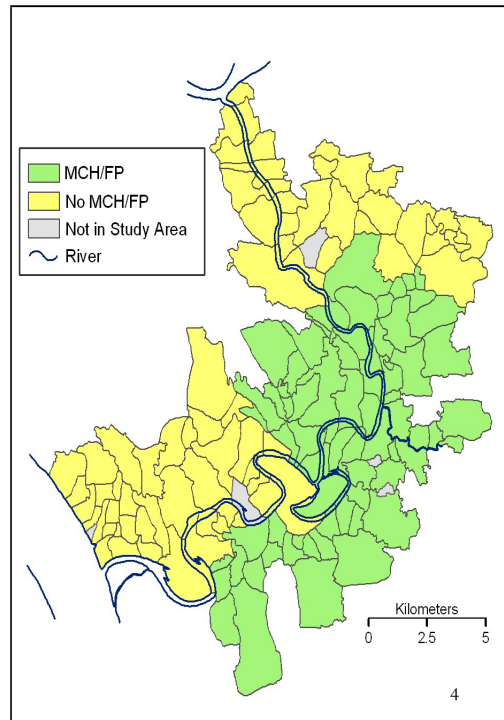 MCH/FP
No MCH/FP
Not in Study Area
River
Kilometers
0 2.5 5
4